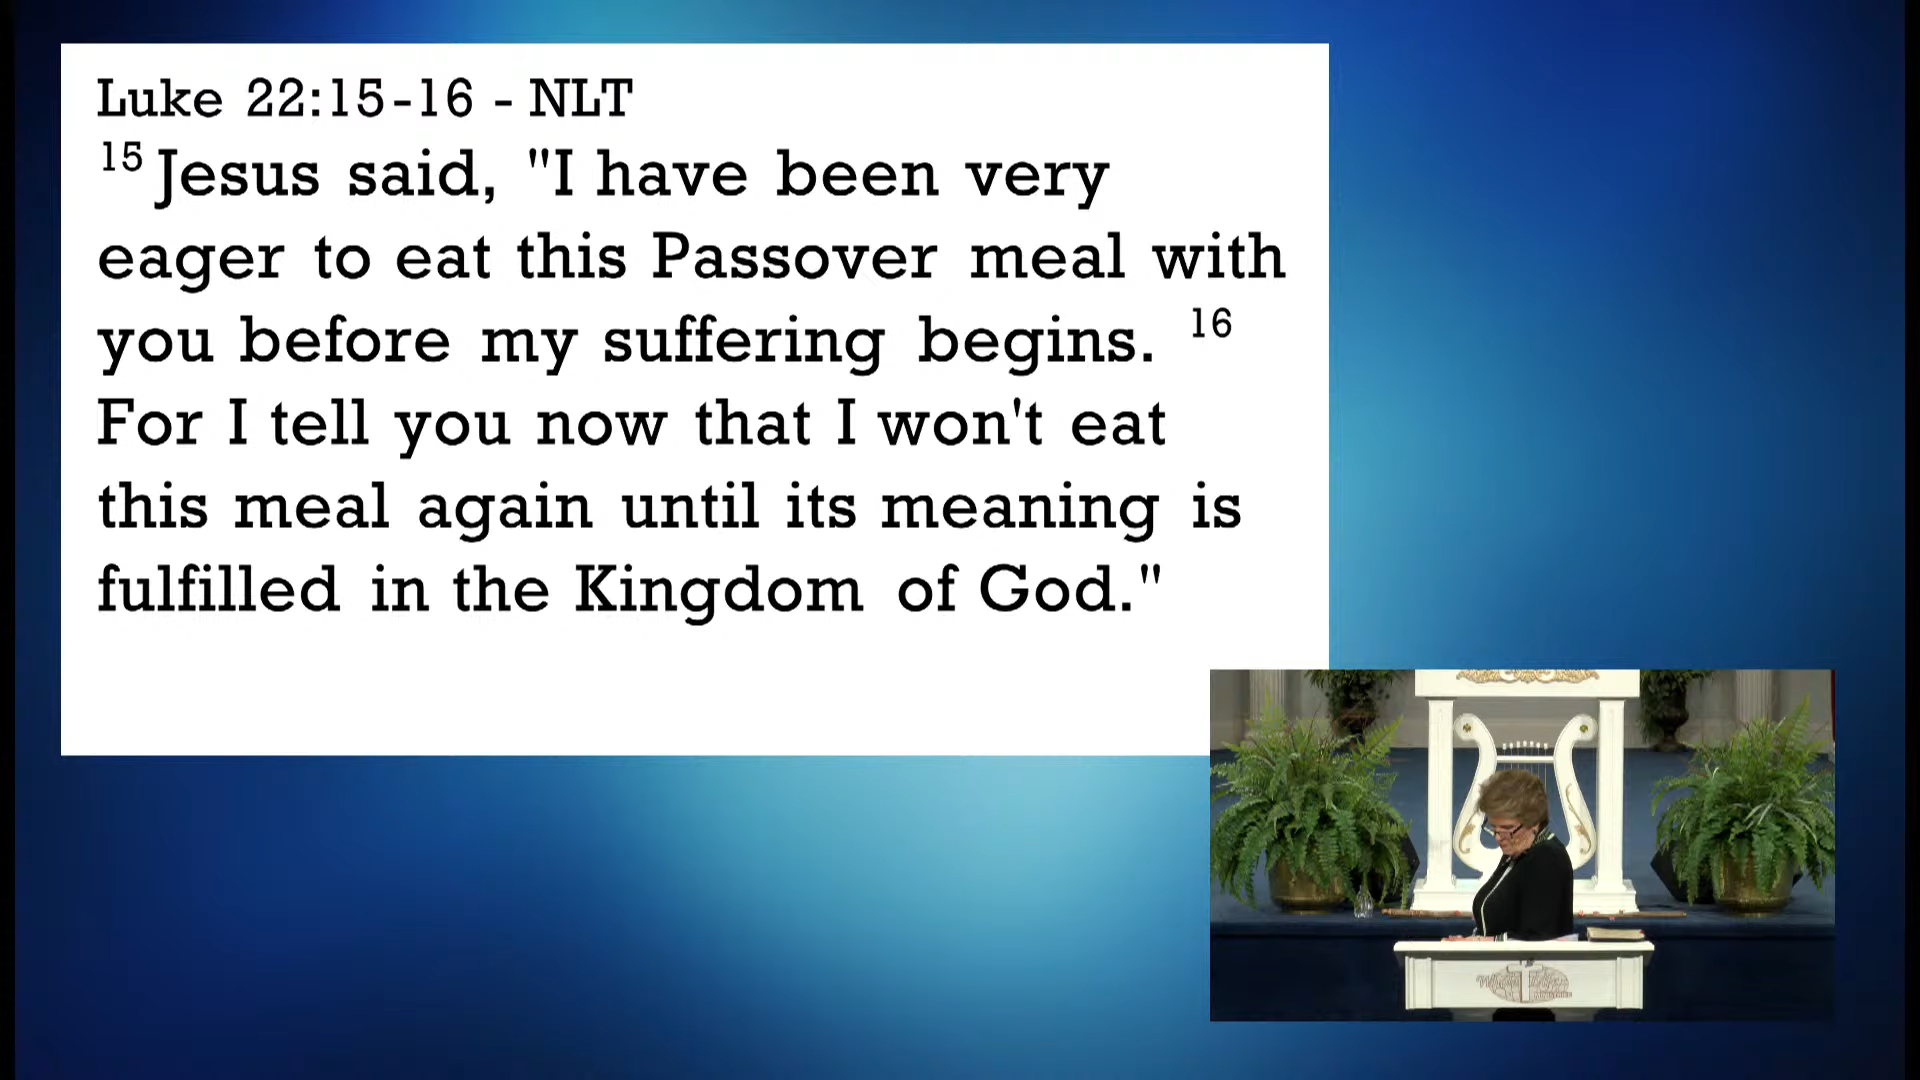 Luke 22:15-16 - NLT
15 Jesus said, "I have been very
eager to eat this Passover meal with
you before my suffering begins. 16
For I tell you now that I won't eat
this meal again until its meaning is
fulfilled in the Kingdom of God."